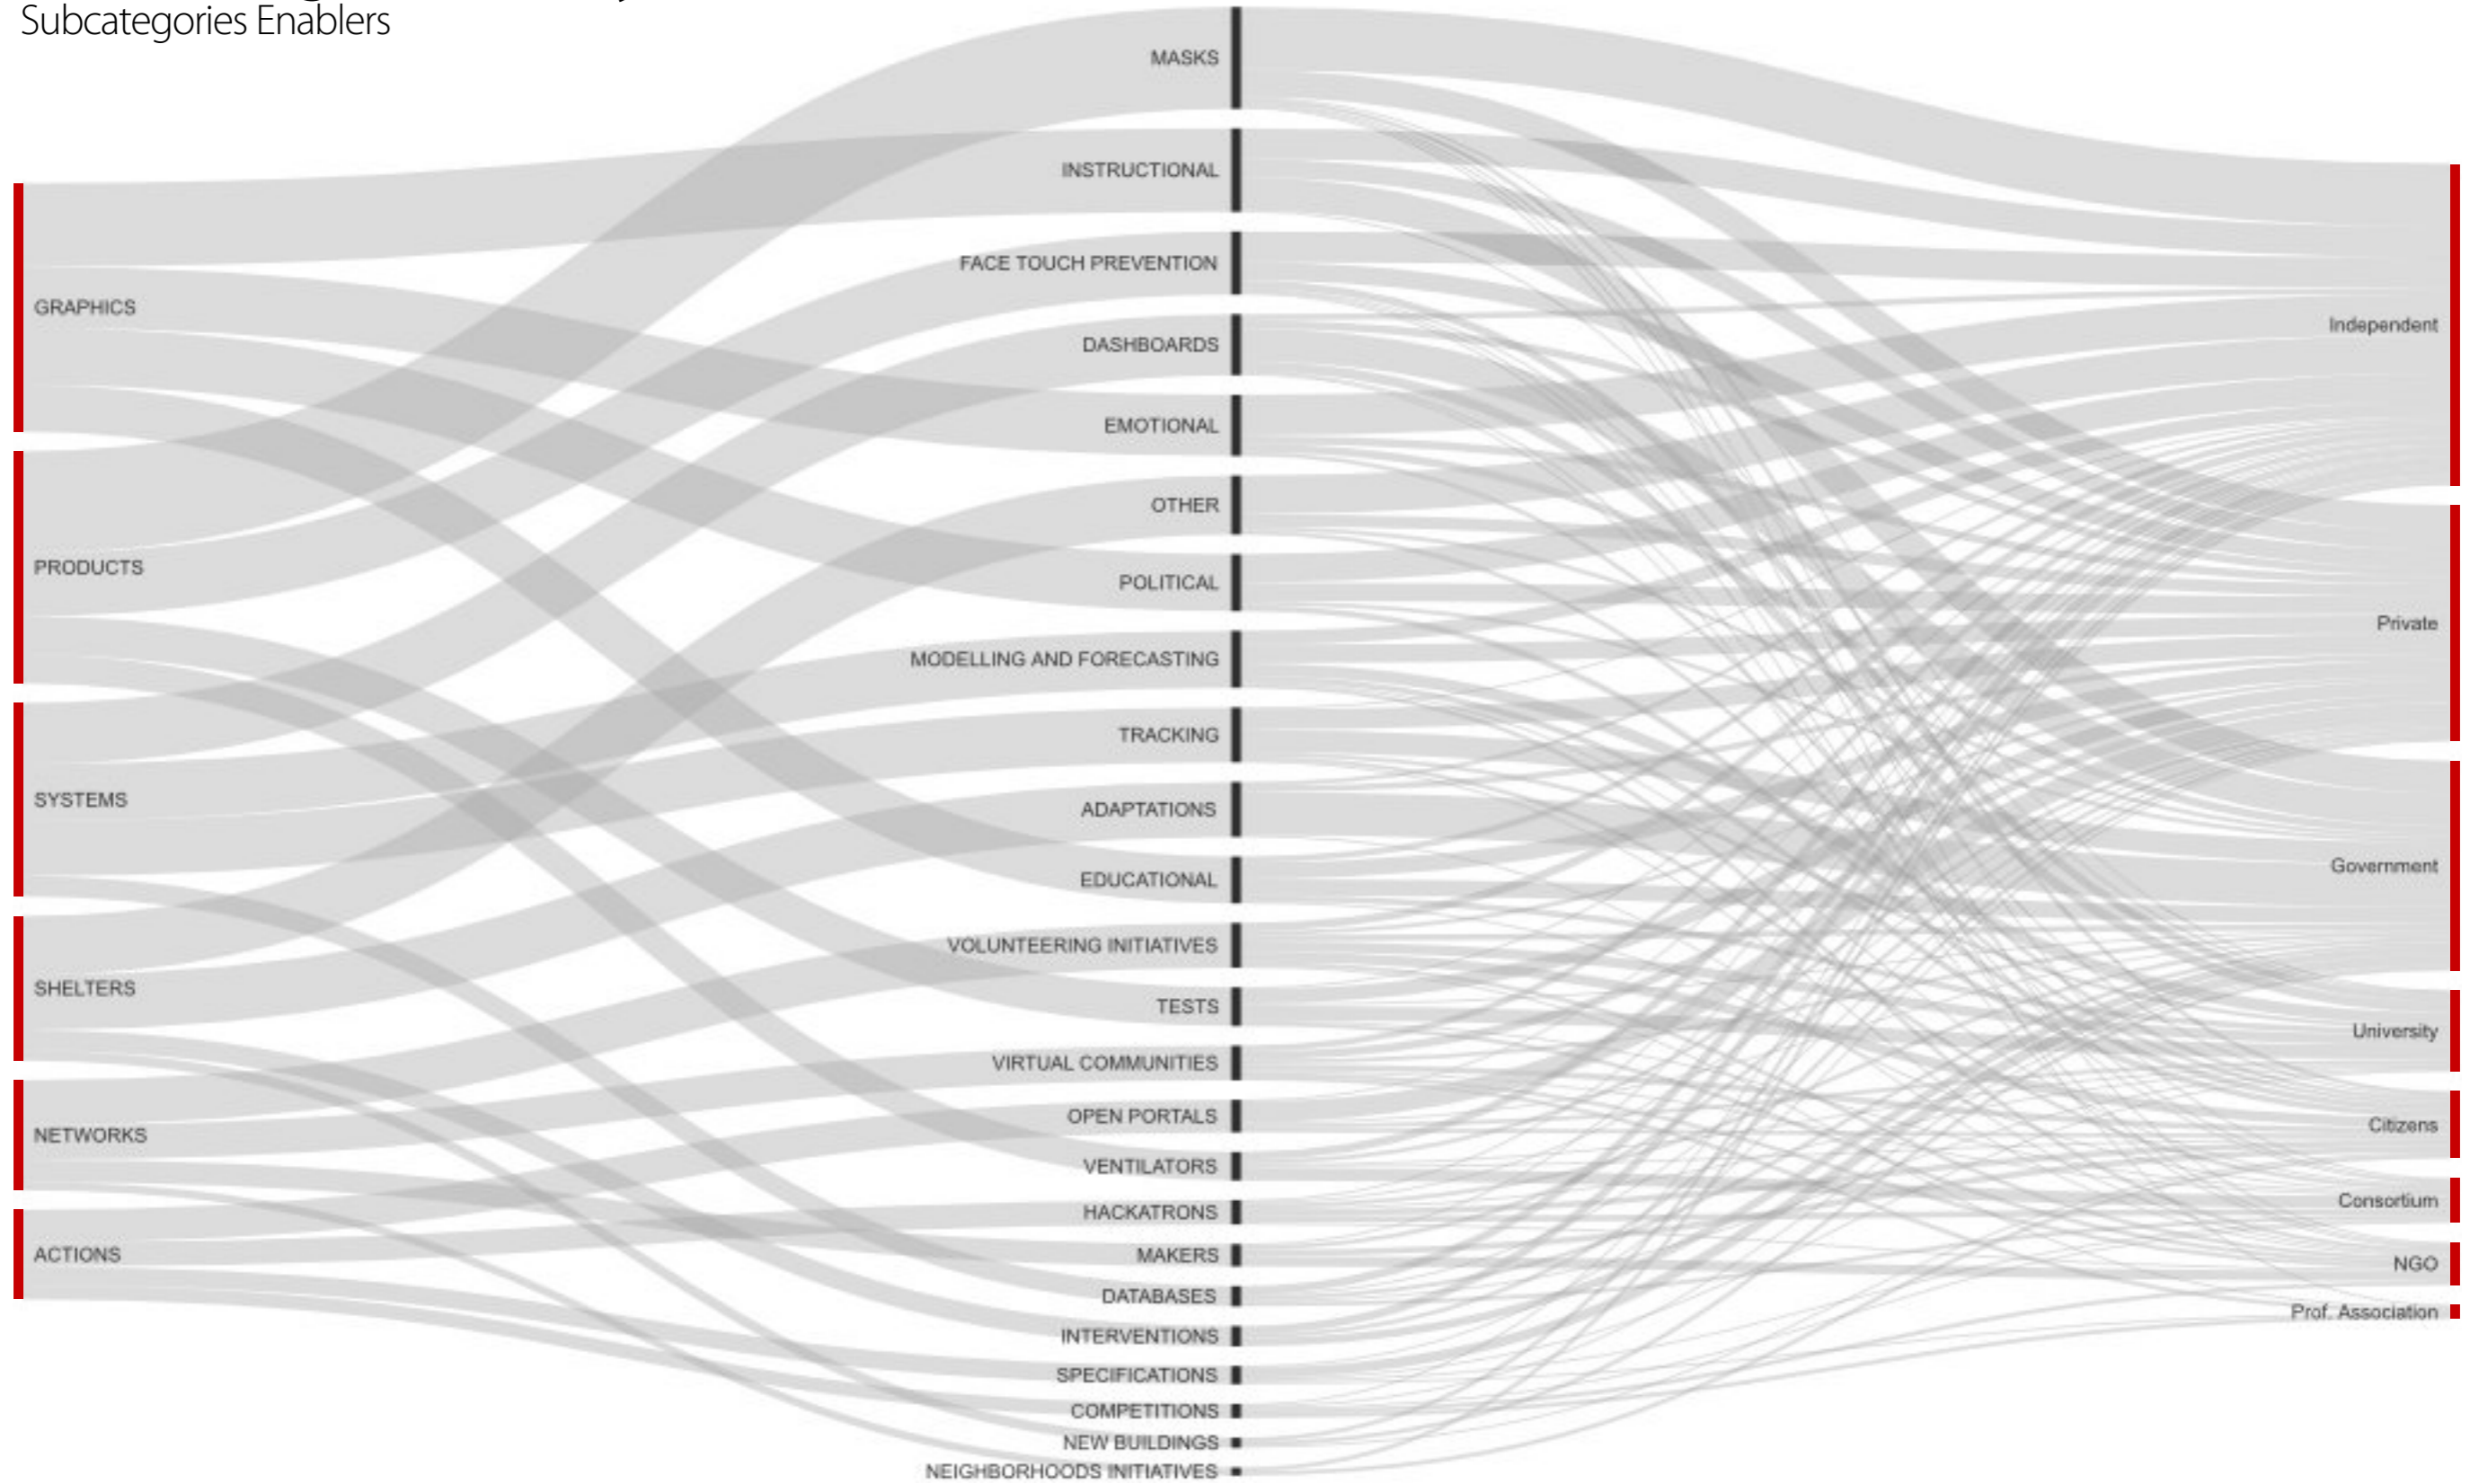 Subcategories Enablers
GRAPHICS
PRODUCTS
SYSTEMS
SHELTERS
NETWORKS
ACTIONS
MASKS
INSTRUCTIONAL
FACE TOUCH PREVENTION
DASHBOARDS
EMOTIONAL
OTHER
POLITICAL
MODELLING AND FORECASTING
TRACKING
ADAPTATIONS
EDUCATIONAL
VOLUNTEERING INITIATIVES
TESTS
VIRTUAL COMMUNITIES
OPEN PORTALS
VENTILATORS
HACKATRONS
MAKERS
DATABASES
INTERVENTIONS
SPECIFICATIONS
COMPETITIONS
NEW BUILDINGS
NEIGHBORHOODS INITIATIVES
Independent
Private
Government
University
Citizens
Consortium
NGO
Prof. Association